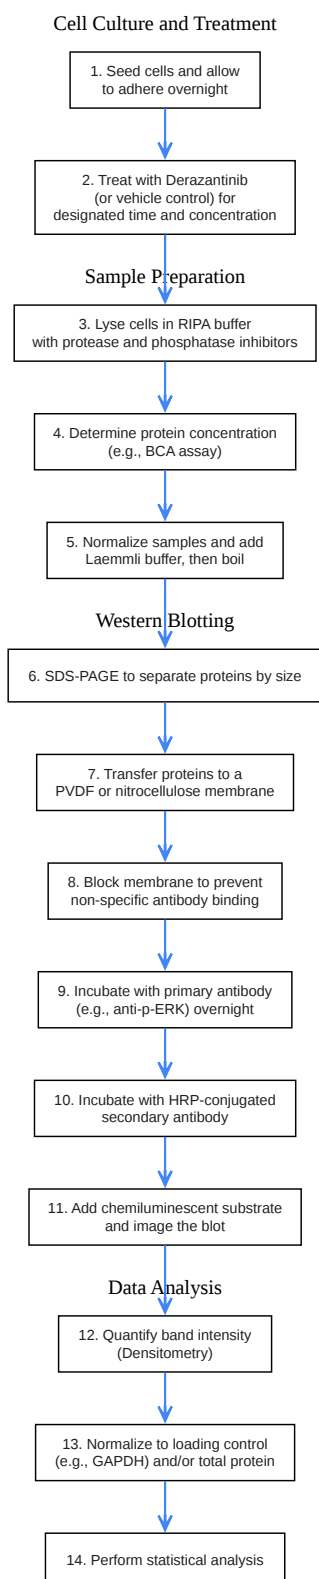 Cell Culture and Treatment
1. Seed cells and allow
to adhere overnight
2. Treat with Derazantinib
(or vehicle control) for
designated time and concentration
Sample Preparation
3. Lyse cells in RIPA buffer
with protease and phosphatase inhibitors
4. Determine protein concentration
(e.g., BCA assay)
5. Normalize samples and add
Laemmli buffer, then boil
Western Blotting
6. SDS-PAGE to separate proteins by size
7. Transfer proteins to a
PVDF or nitrocellulose membrane
8. Block membrane to prevent
non-specific antibody binding
9. Incubate with primary antibody
(e.g., anti-p-ERK) overnight
10. Incubate with HRP-conjugated
secondary antibody
11. Add chemiluminescent substrate
and image the blot
Data Analysis
12. Quantify band intensity
(Densitometry)
13. Normalize to loading control
(e.g., GAPDH) and/or total protein
14. Perform statistical analysis